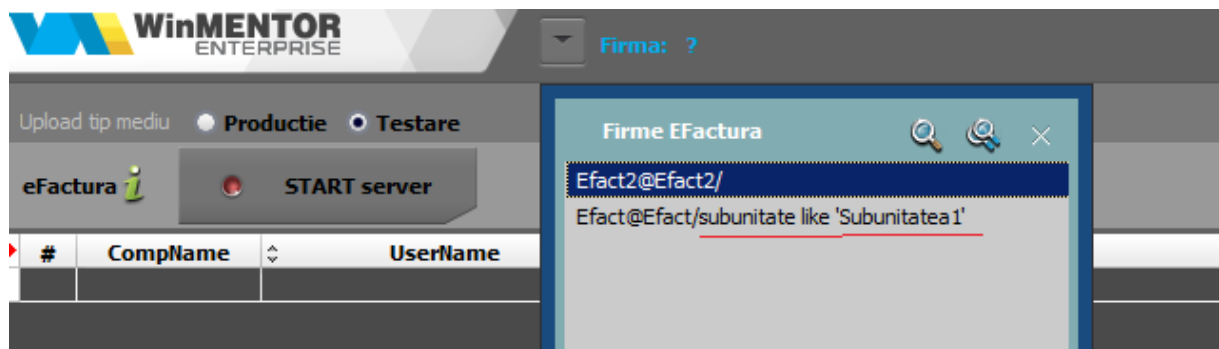 WinMENTOR
ENTERPRISE
Firma: ?
Upload tip mediu Productie Testare
eFactura START server
# CompName UserName
Firme EFactura
Efact2@Efact2/
Efact@Efact/subunitate like 'Subunitatea1'